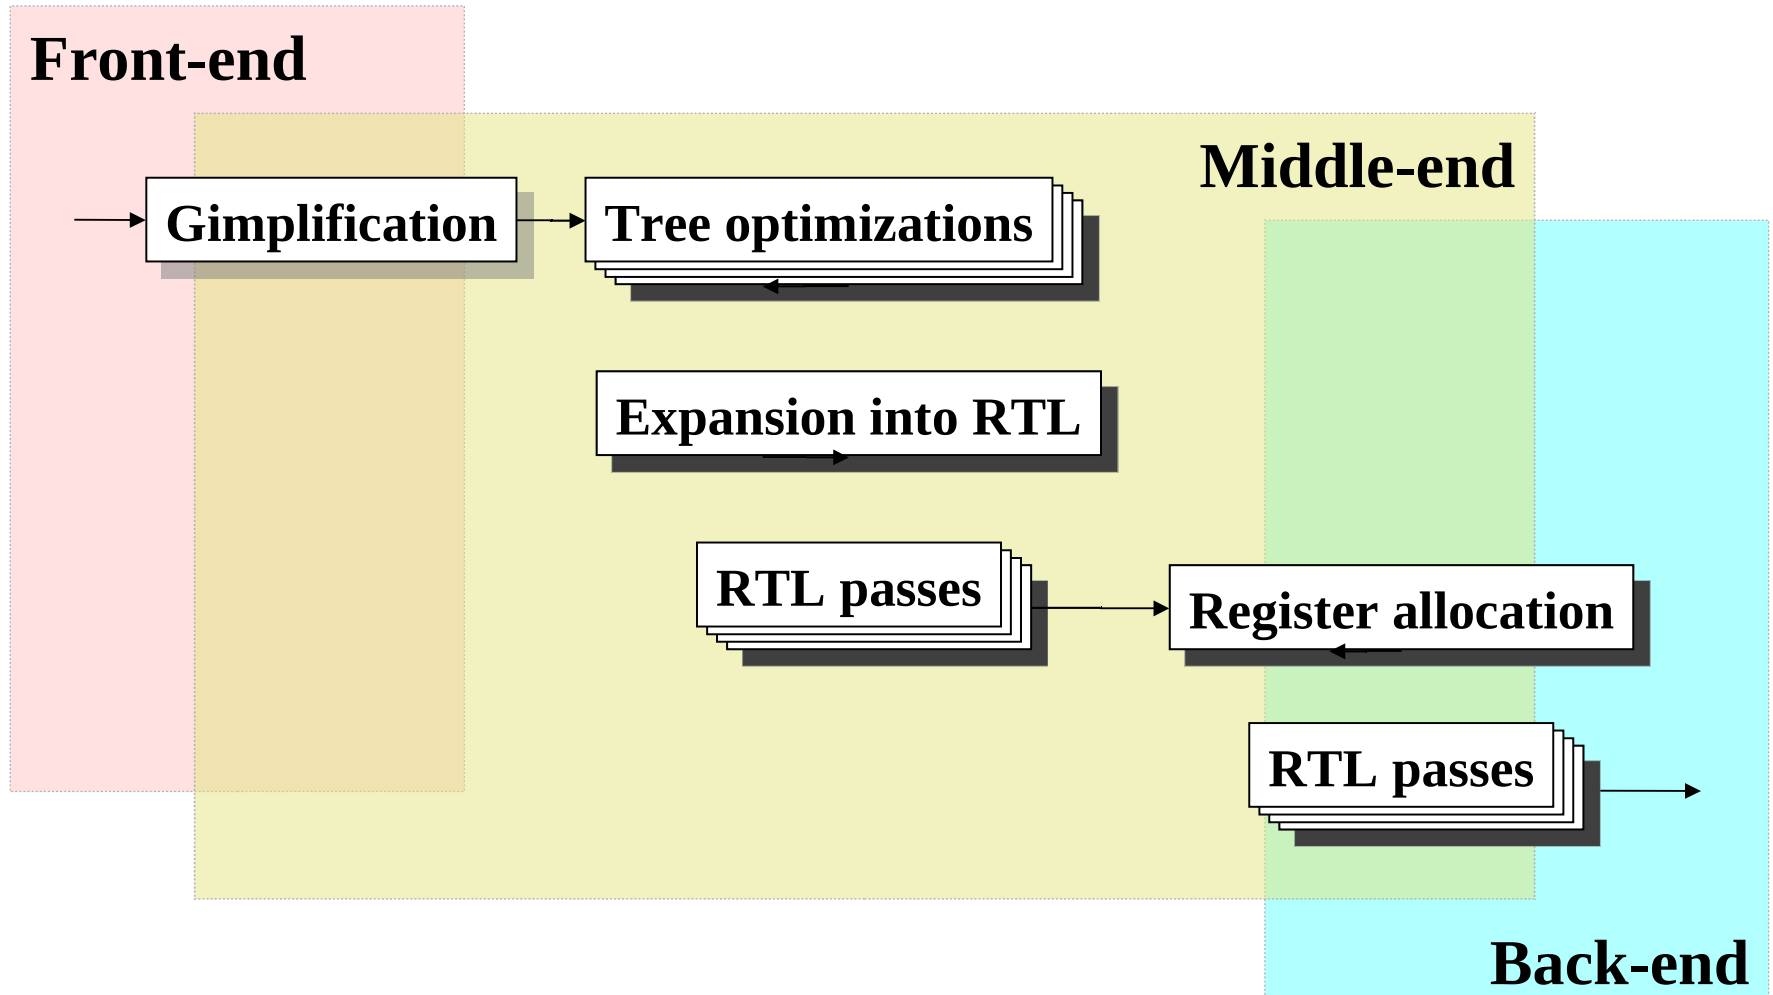 Front-end
Middle-end
Gimplification
Tree optimizations
Expansion into RTL
RTL passes
Register allocation
RTL passes
Back-end